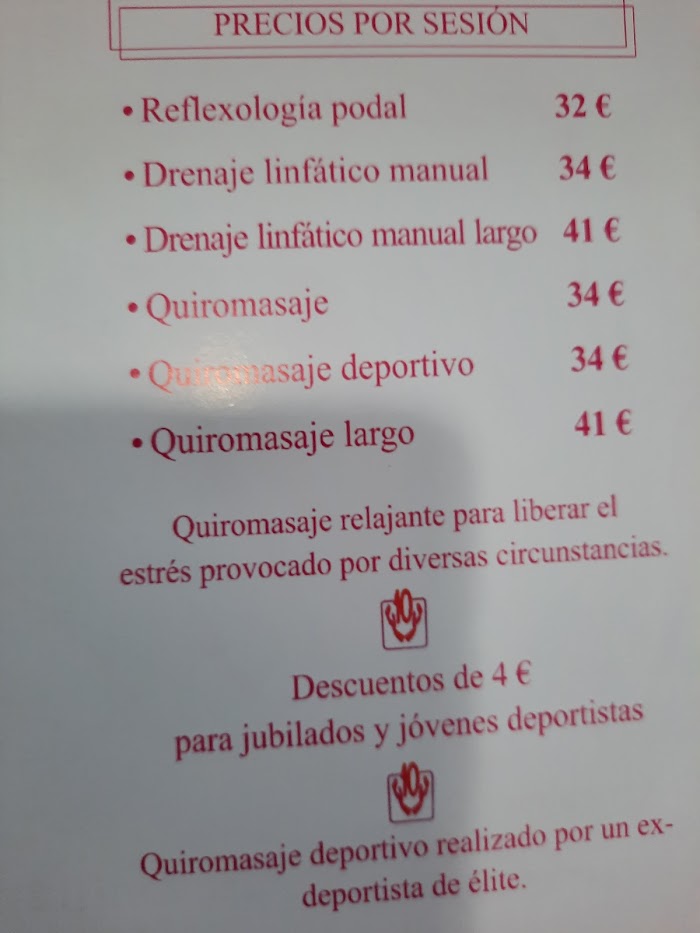 PRECIOS POR SESIÓN
• Reflexología podal 32 €
• Drenaje linfático manual 34 €
• Drenaje linfático manual largo 41 €
• Quiromasaje 34 €
• Quiromasaje deportivo 34 €
• Quiromasaje largo 41 €
Quiromasaje relajante para liberar el
estrés provocado por diversas circunstancias.
Descuentos de 4 €
para jubilados y jóvenes deportistas
Quiromasaje deportivo realizado por un ex-
deportista de élite.